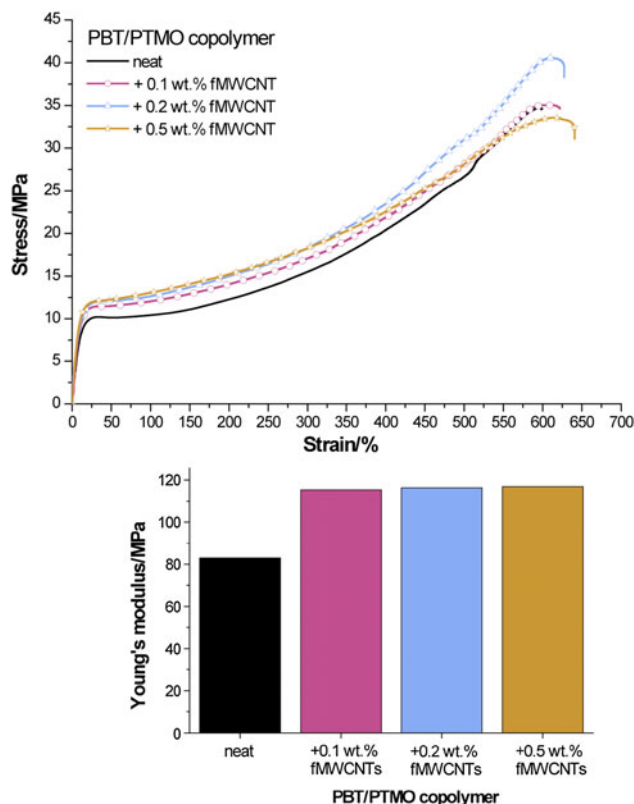 45
40
35
30
25
20
15
10
5
0
Stress/MPa
PBT/PTMO copolymer
neat
+ 0.1 wt.% fMWCNT
+ 0.2 wt.% fMWCNT
+ 0.5 wt.% fMWCNT
0 50 100 150 200 250 300 350 400 450 500 550 600 650 700
Strain/%
120
100
80
60
40
20
0
Young's modulus/MPa
neat +0.1 wt.% +0.2 wt.% +0.5 wt.%
fMWCNTs fMWCNTs fMWCNTs
PBT/PTMO copolymer